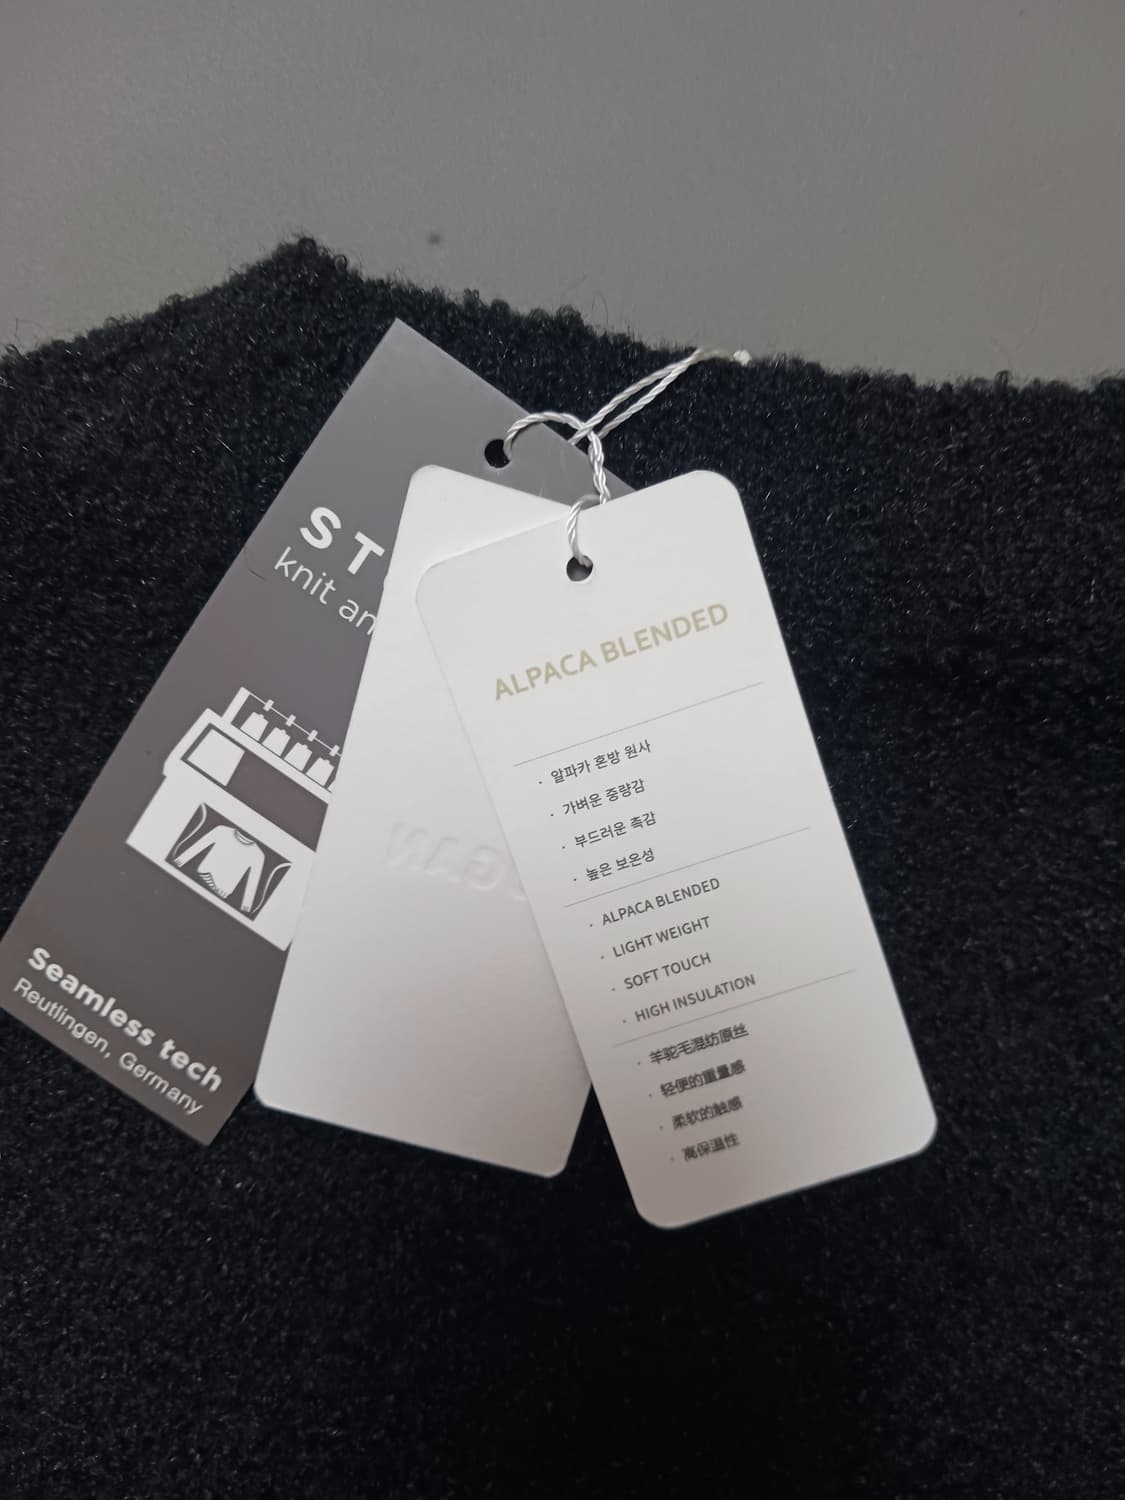 ST
knit an
Seamless tech
Reutlingen, Germany
ALPACA BLENDED
· 알파카 혼방 원사
· 가벼운 중량감
· 부드러운 촉감
· 높은 보온성
· ALPACA BLENDED
· LIGHT WEIGHT
· SOFT TOUCH
· HIGH INSULATION
· 羊驼毛混纺原丝
· 轻便的重量感
· 柔软的触感
· 高保温性